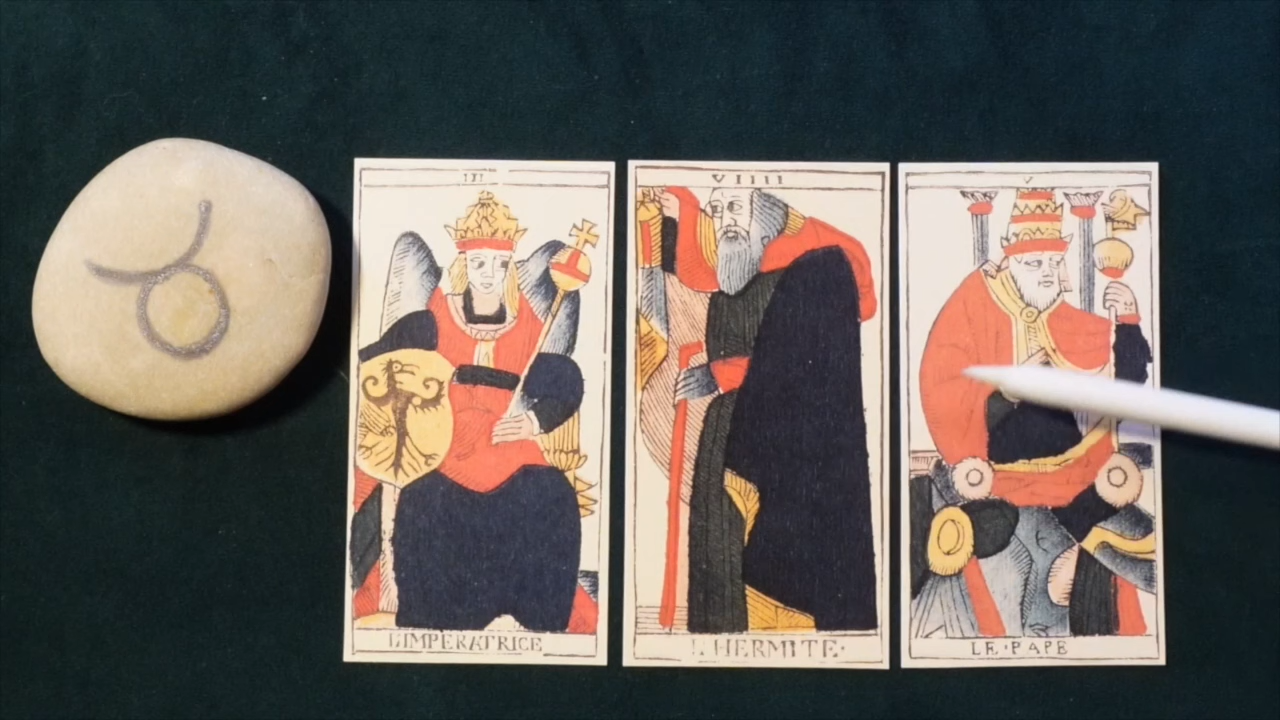 III
VIIII
V
L'IMPERATRICE
L'HERMITE·
LE·PAPE